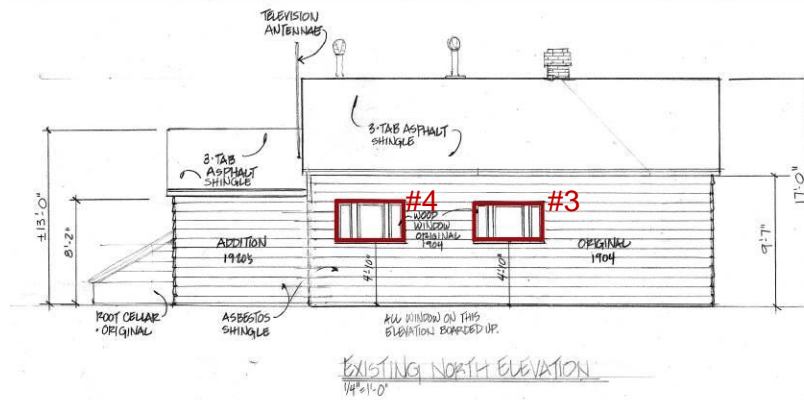 TELEVISION
ANTENNAE
3-TAB ASPHALT
SHINGLE
3-TAB
ASPHALT
SHINGLE
±13'-0"
8'-2"
17'-0"
9'-7"
#4
#3
WOOD
WINDOW
ORIGINAL
1904
ADDITION
1920's
ORIGINAL
1904
4'-10"
4'-10"
ROOT CELLAR
• ORIGINAL
ASBESTOS
SHINGLE
ALL WINDOW ON THIS
ELEVATION BOARDED UP.
EXISTING NORTH ELEVATION
1/4"=1'-0"